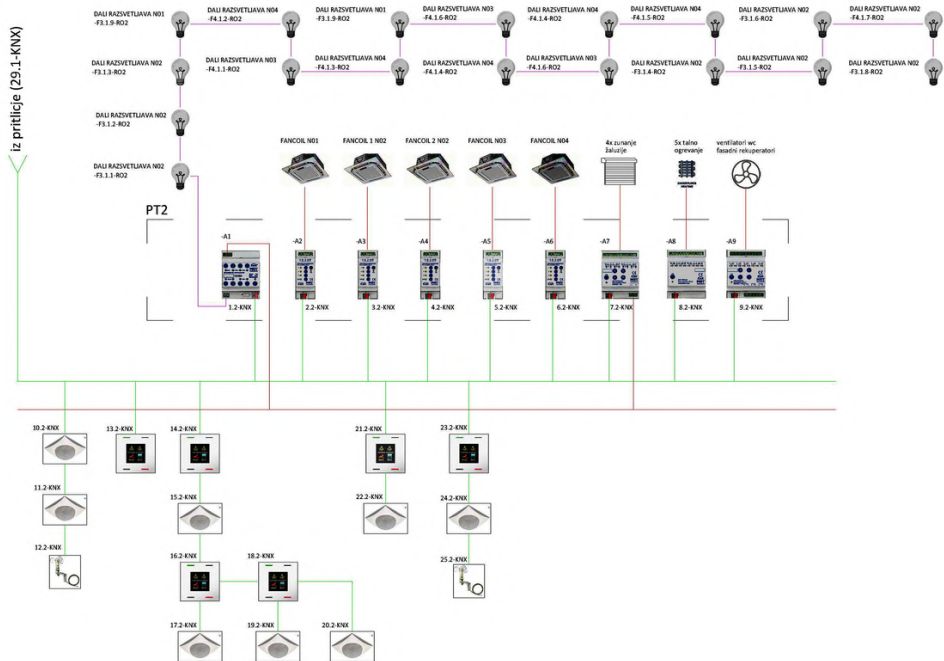 DALI RAZSVETLJAVA N01
-F3.1.9-RO2
DALI RAZSVETLJAVA N04
-F4.1.2-RO2
DALI RAZSVETLJAVA N01
-F3.1.9-RO2
DALI RAZSVETLJAVA N03
-F4.1.6-RO2
DALI RAZSVETLJAVA N04
-F4.1.4-RO2
DALI RAZSVETLJAVA N04
-F4.1.5-RO2
DALI RAZSVETLJAVA N02
-F3.1.6-RO2
DALI RAZSVETLJAVA N02
-F4.1.7-RO2
DALI RAZSVETLJAVA N02
-F3.1.3-RO2
DALI RAZSVETLJAVA N03
-F4.1.1-RO2
DALI RAZSVETLJAVA N04
-F4.1.3-RO2
DALI RAZSVETLJAVA N04
-F4.1.4-RO2
DALI RAZSVETLJAVA N03
-F4.1.6-RO2
DALI RAZSVETLJAVA N02
-F3.1.4-RO2
DALI RAZSVETLJAVA N02
-F3.1.5-RO2
DALI RAZSVETLJAVA N02
-F3.1.8-RO2
iz pritlicje (29.1-KNX)
DALI RAZSVETLJAVA N02
-F3.1.2-RO2
DALI RAZSVETLJAVA N02
-F3.1.1-RO2
FANCOIL N01
FANCOIL 1 N02
FANCOIL 2 N02
FANCOIL N03
FANCOIL N04
4x zunanje
žaluzije
5x talno
ogrevanje
ventilatori wc
fasadni rekuperatori
PT2
-A1
-A2
-A3
-A4
-A5
-A6
-A7
-A8
-A9
1.2-KNX
2.2-KNX
3.2-KNX
4.2-KNX
5.2-KNX
6.2-KNX
7.2-KNX
8.2-KNX
9.2-KNX
10.2-KNX
13.2-KNX
14.2-KNX
21.2-KNX
23.2-KNX
11.2-KNX
15.2-KNX
22.2-KNX
24.2-KNX
12.2-KNX
16.2-KNX
18.2-KNX
25.2-KNX
17.2-KNX
19.2-KNX
20.2-KNX